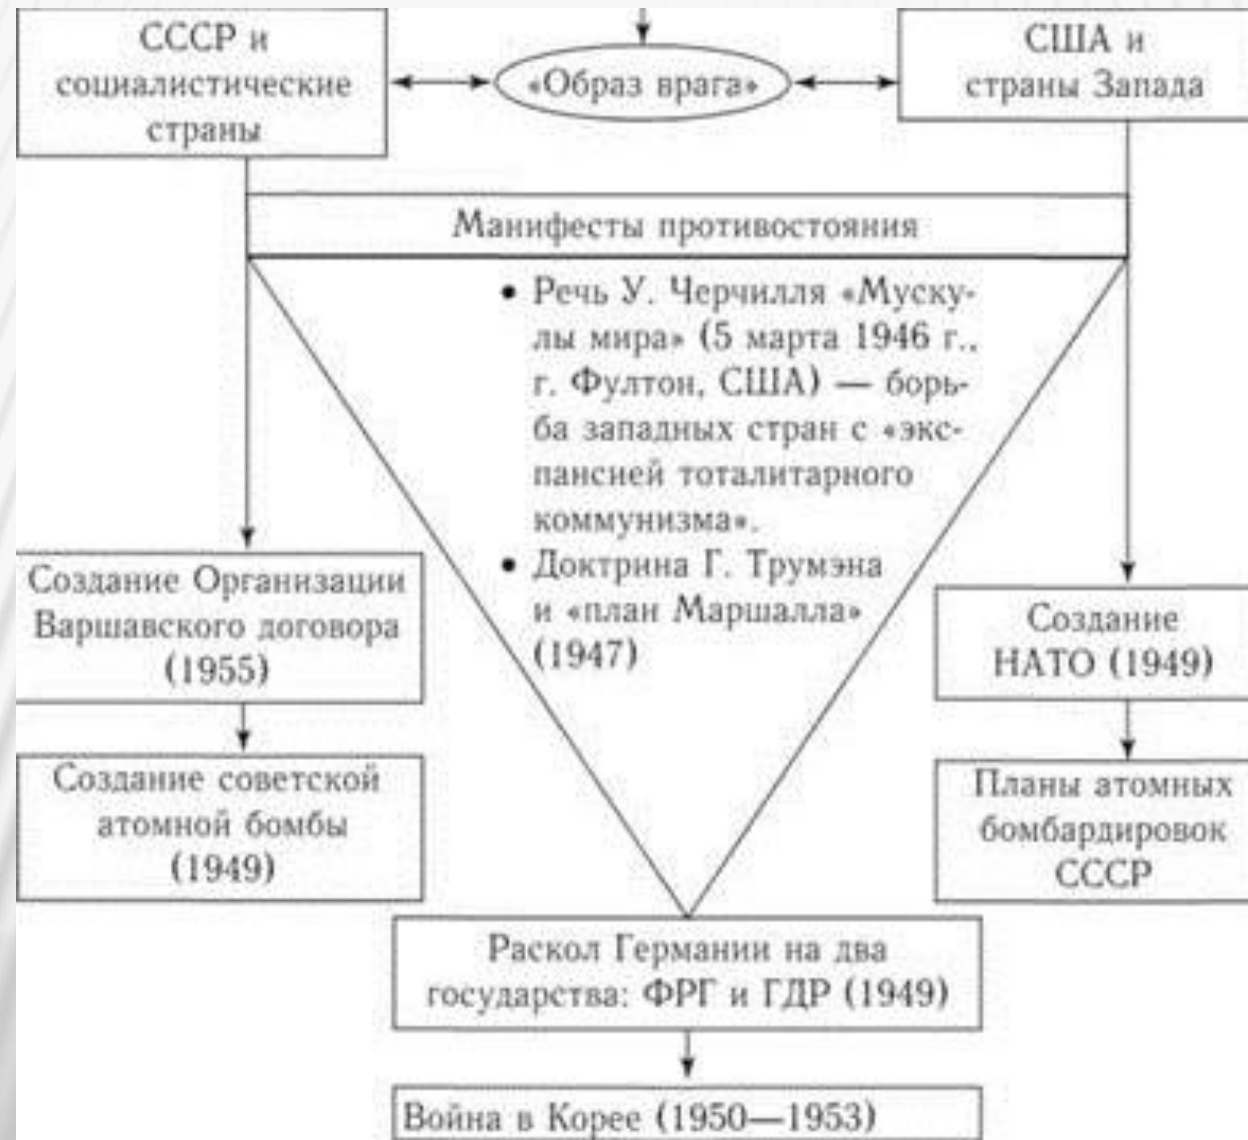 СССР и
социалистические
страны
«Образ врага»
США и
страны Запада
Манифесты противостояния
• Речь У. Черчилля «Муску-
лы мира» (5 марта 1946 г.,
г. Фултон, США) — борь-
ба западных стран с «экс-
пансией тоталитарного
коммунизма».
• Доктрина Г. Трумэна
и «план Маршалла»
(1947)
Создание Организации
Варшавского договора
(1955)
Создание советской
атомной бомбы
(1949)
Создание
НАТО (1949)
Планы атомных
бомбардировок
СССР
Раскол Германии на два
государства: ФРГ и ГДР (1949)
Война в Корее (1950—1953)